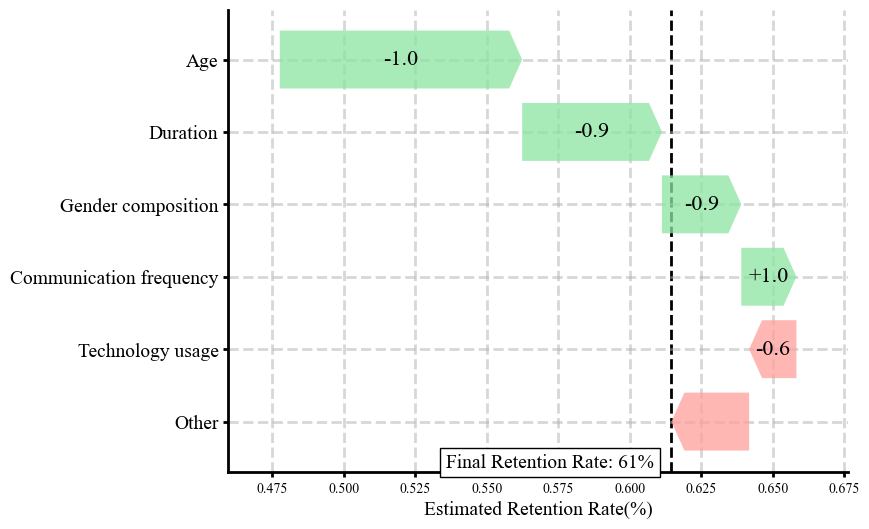 Age
-1.0
Duration
-0.9
Gender composition
-0.9
Communication frequency
+1.0
Technology usage
-0.6
Other
Final Retention Rate: 61%
0.475 0.500 0.525 0.550 0.575 0.600 0.625 0.650 0.675
Estimated Retention Rate(%)